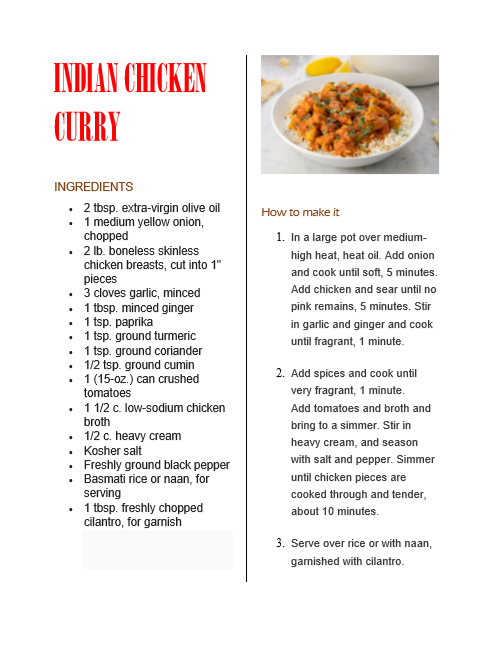 INDIAN CHICKEN
CURRY
INGREDIENTS
• 2 tbsp. extra-virgin olive oil
• 1 medium yellow onion,
chopped
• 2 lb. boneless skinless
chicken breasts, cut into 1"
pieces
• 3 cloves garlic, minced
• 1 tbsp. minced ginger
• 1 tsp. paprika
• 1 tsp. ground turmeric
• 1 tsp. ground coriander
• 1/2 tsp. ground cumin
• 1 (15-oz.) can crushed
tomatoes
• 1 1/2 c. low-sodium chicken
broth
• 1/2 c. heavy cream
• Kosher salt
• Freshly ground black pepper
• Basmati rice or naan, for
serving
• 1 tbsp. freshly chopped
cilantro, for garnish
How to make it
1. In a large pot over medium-
high heat, heat oil. Add onion
and cook until soft, 5 minutes.
Add chicken and sear until no
pink remains, 5 minutes. Stir
in garlic and ginger and cook
until fragrant, 1 minute.
2. Add spices and cook until
very fragrant, 1 minute.
Add tomatoes and broth and
bring to a simmer. Stir in
heavy cream, and season
with salt and pepper. Simmer
until chicken pieces are
cooked through and tender,
about 10 minutes.
3. Serve over rice or with naan,
garnished with cilantro.